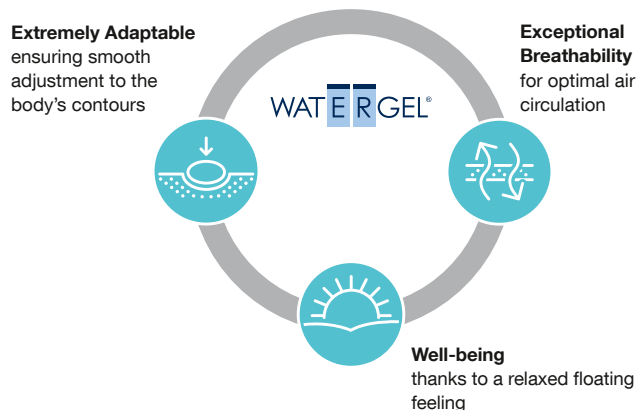 Extremely Adaptable
ensuring smooth
adjustment to the
body's contours
Exceptional
Breathability
for optimal air
circulation
WATERGEL®
Well-being
thanks to a relaxed floating
feeling